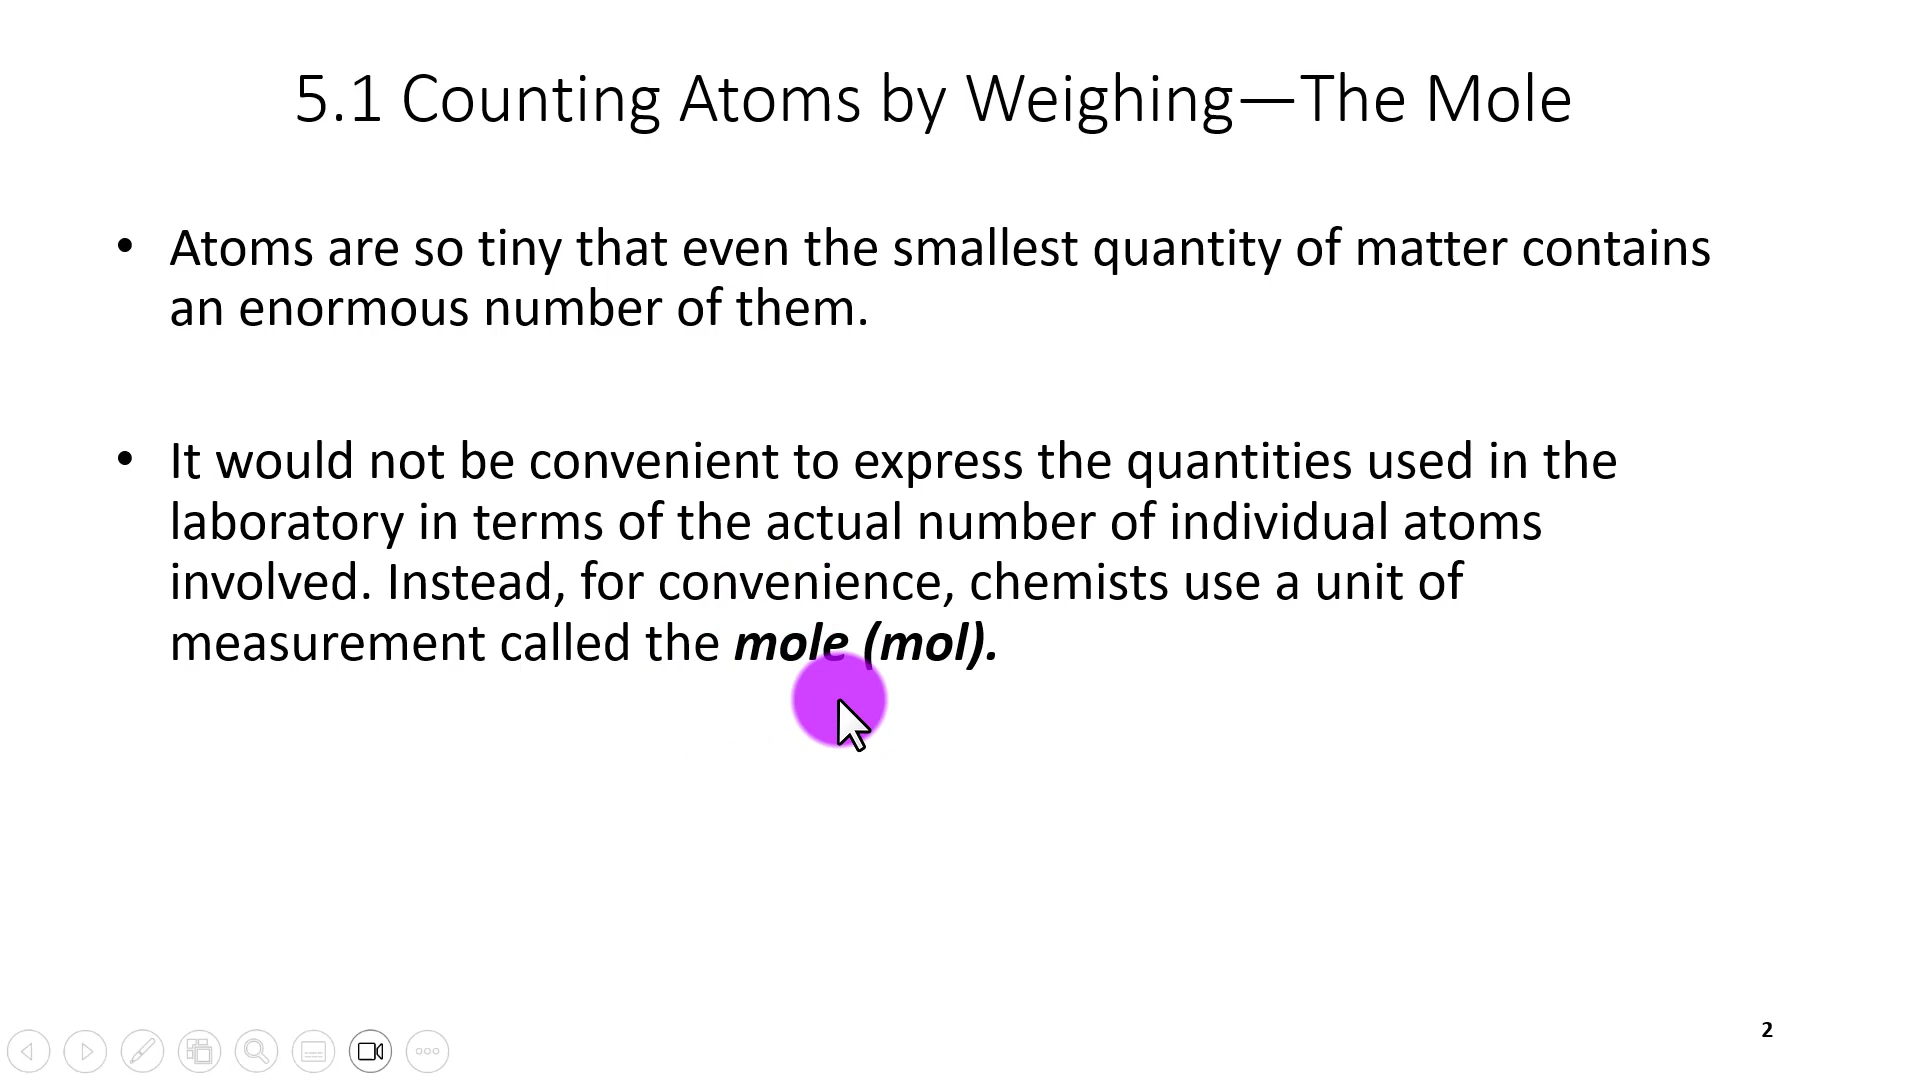 5.1 Counting Atoms by Weighing—The Mole
• Atoms are so tiny that even the smallest quantity of matter contains
an enormous number of them.
• It would not be convenient to express the quantities used in the
laboratory in terms of the actual number of individual atoms
involved. Instead, for convenience, chemists use a unit of
measurement called the mole (mol).
2